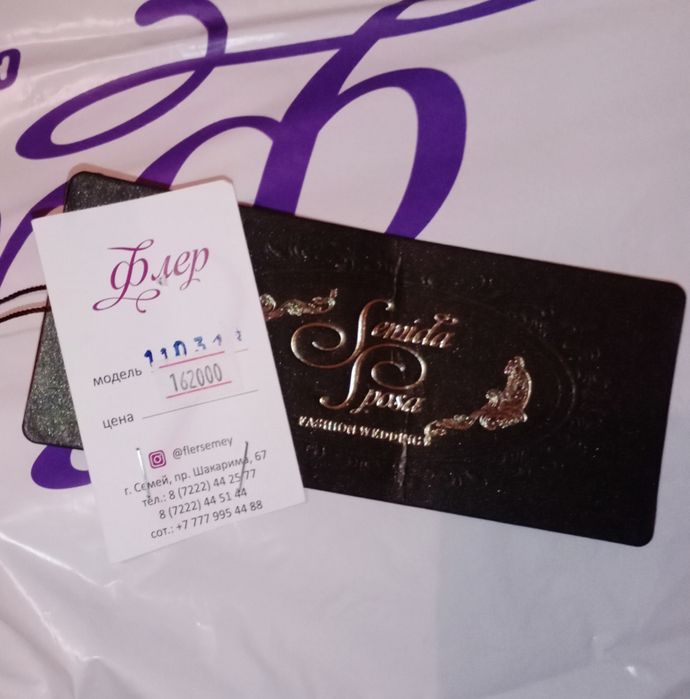 Флер
модель
162000
цена
@flersemey
г. Семей, пр. Шакарима, 67
тел.: 8 (7222) 44 25 77
8 (7222) 44 51 44
сот.: +7 777 995 44 88
Semida
Sposa
FASHION WEDDING